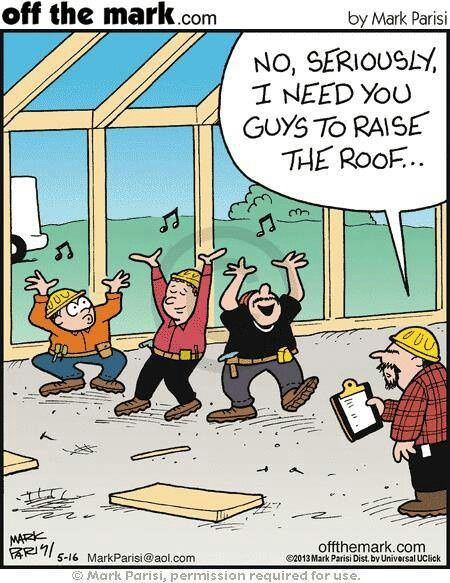 off the mark.com
by Mark Parisi
NO, SERIOUSLY,
I NEED YOU
GUYS TO RAISE
THE ROOF...
MARK
PARISI
5-16
MarkParisi@aol.com
offthemark.com
©2013 Mark Parisi Dist. by Universal UClick
© Mark Parisi, permission required for use.